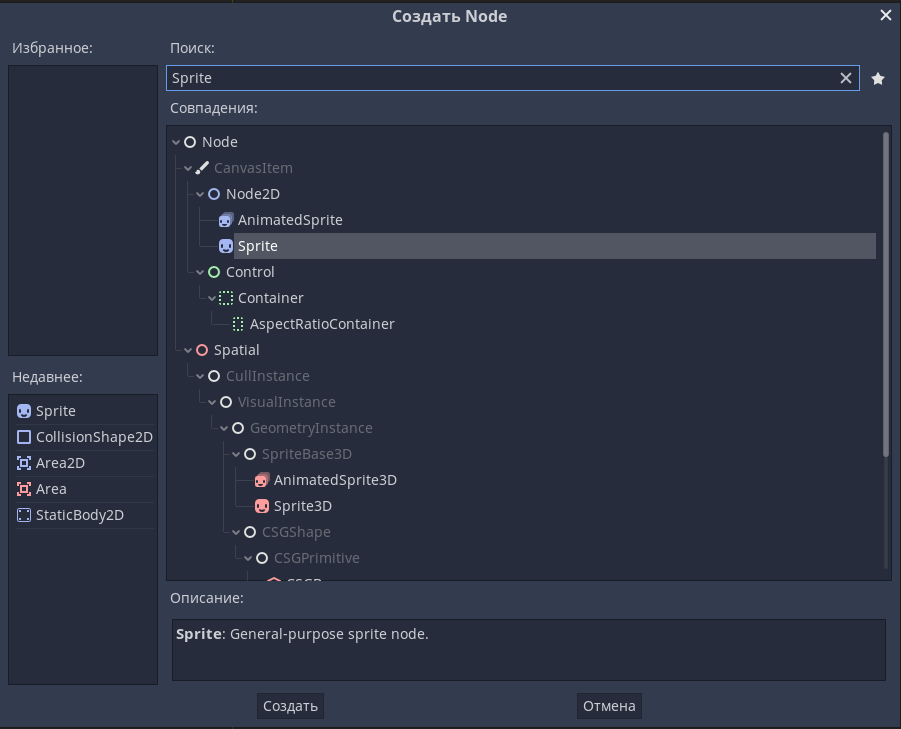 Создать Node
Избранное:
Поиск:
Sprite
Совпадения:
Node
CanvasItem
Node2D
AnimatedSprite
Sprite
Control
Container
AspectRatioContainer
Spatial
CullInstance
VisualInstance
GeometryInstance
SpriteBase3D
AnimatedSprite3D
Sprite3D
CSGShape
CSGPrimitive
Недавнее:
Sprite
CollisionShape2D
Area2D
Area
StaticBody2D
Описание:
Sprite: General-purpose sprite node.
Создать
Отмена